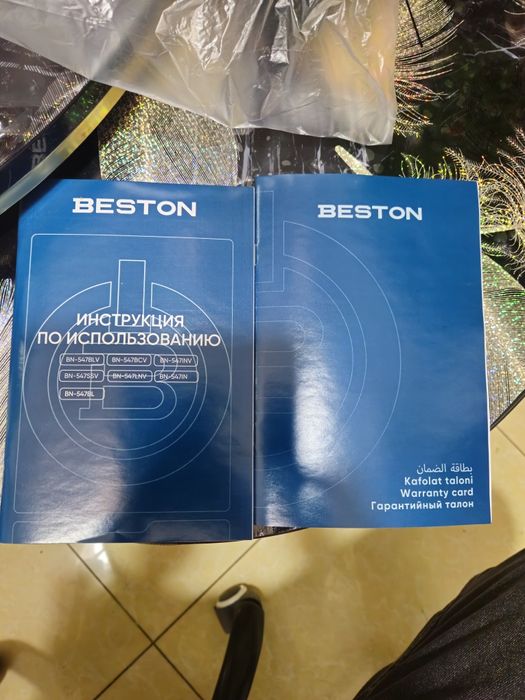 BESTON
ИНСТРУКЦИЯ
ПО ИСПОЛЬЗОВАНИЮ
BN-547BLV BN-547BCV BN-547INV
BN-547SSV BN-547LNV BN-547IN
BN-547BL
BESTON
بطاقة الضمان
Kafolat taloni
Warranty card
Гарантийный талон